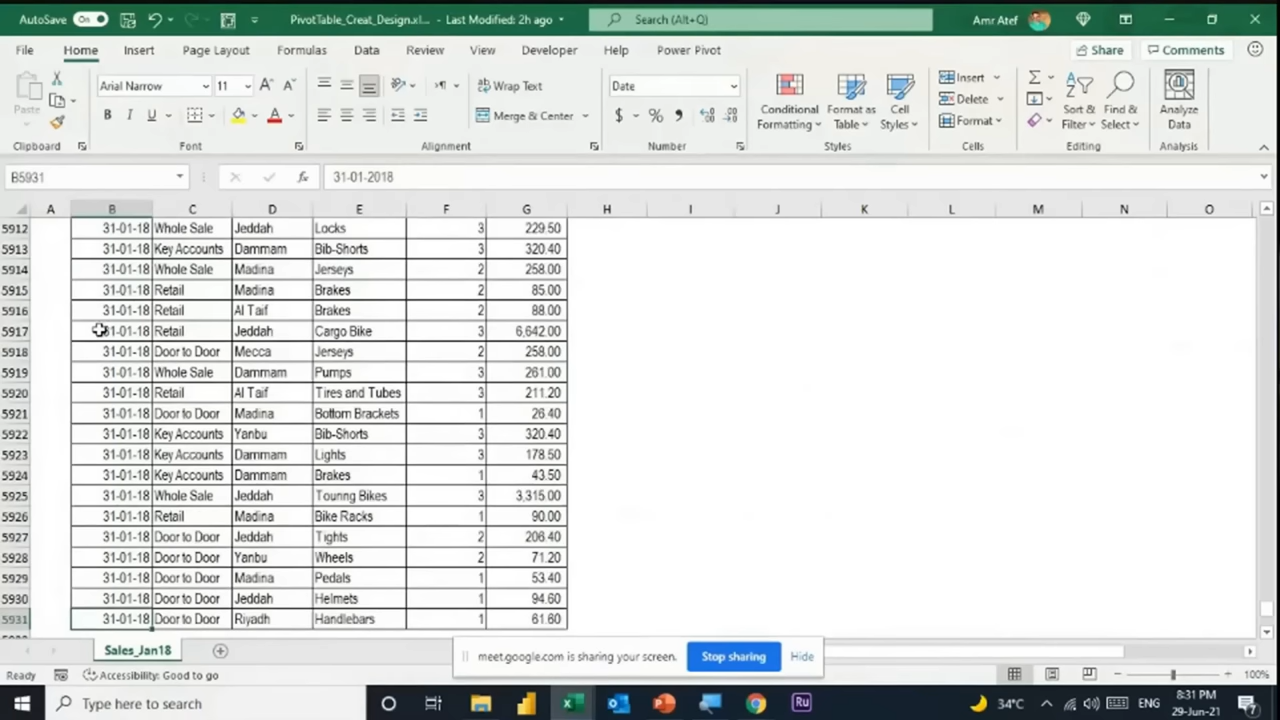 AutoSave On PivotTable_Creat_Design.xl... - Last Modified: 2h ago Search (Alt+Q) Amr Atef
File Home Insert Page Layout Formulas Data Review View Developer Help Power Pivot Share Comments
Arial Narrow 11 Wrap Text Date Insert
Paste Merge & Center Conditional Formatting Format as Table Cell Styles Delete Format Sort & Filter Find & Select Analyze Data
Clipboard Font Alignment Number Styles Cells Editing Analysis
B5931 fx 31-01-2018
A B C D E F G H I J K L M N O
5912 31-01-18 Whole Sale Jeddah Locks 3 229.50
5913 31-01-18 Key Accounts Dammam Bib-Shorts 3 320.40
5914 31-01-18 Whole Sale Madina Jerseys 2 258.00
5915 31-01-18 Retail Madina Brakes 2 85.00
5916 31-01-18 Retail Al Taif Brakes 2 88.00
5917 31-01-18 Retail Jeddah Cargo Bike 3 6,642.00
5918 31-01-18 Door to Door Mecca Jerseys 2 258.00
5919 31-01-18 Whole Sale Dammam Pumps 3 261.00
5920 31-01-18 Retail Al Taif Tires and Tubes 3 211.20
5921 31-01-18 Door to Door Madina Bottom Brackets 1 26.40
5922 31-01-18 Key Accounts Yanbu Bib-Shorts 3 320.40
5923 31-01-18 Key Accounts Dammam Lights 3 178.50
5924 31-01-18 Key Accounts Dammam Brakes 1 43.50
5925 31-01-18 Whole Sale Jeddah Touring Bikes 3 3,315.00
5926 31-01-18 Retail Madina Bike Racks 1 90.00
5927 31-01-18 Door to Door Jeddah Tights 2 206.40
5928 31-01-18 Door to Door Yanbu Wheels 2 71.20
5929 31-01-18 Door to Door Madina Pedals 1 53.40
5930 31-01-18 Door to Door Jeddah Helmets 1 94.60
5931 31-01-18 Door to Door Riyadh Handlebars 1 61.60
Sales_Jan18
meet.google.com is sharing your screen. Stop sharing Hide
Ready Accessibility: Good to go 100%
Type here to search Ru 34°C ENG 8:31 PM
29-Jun-21